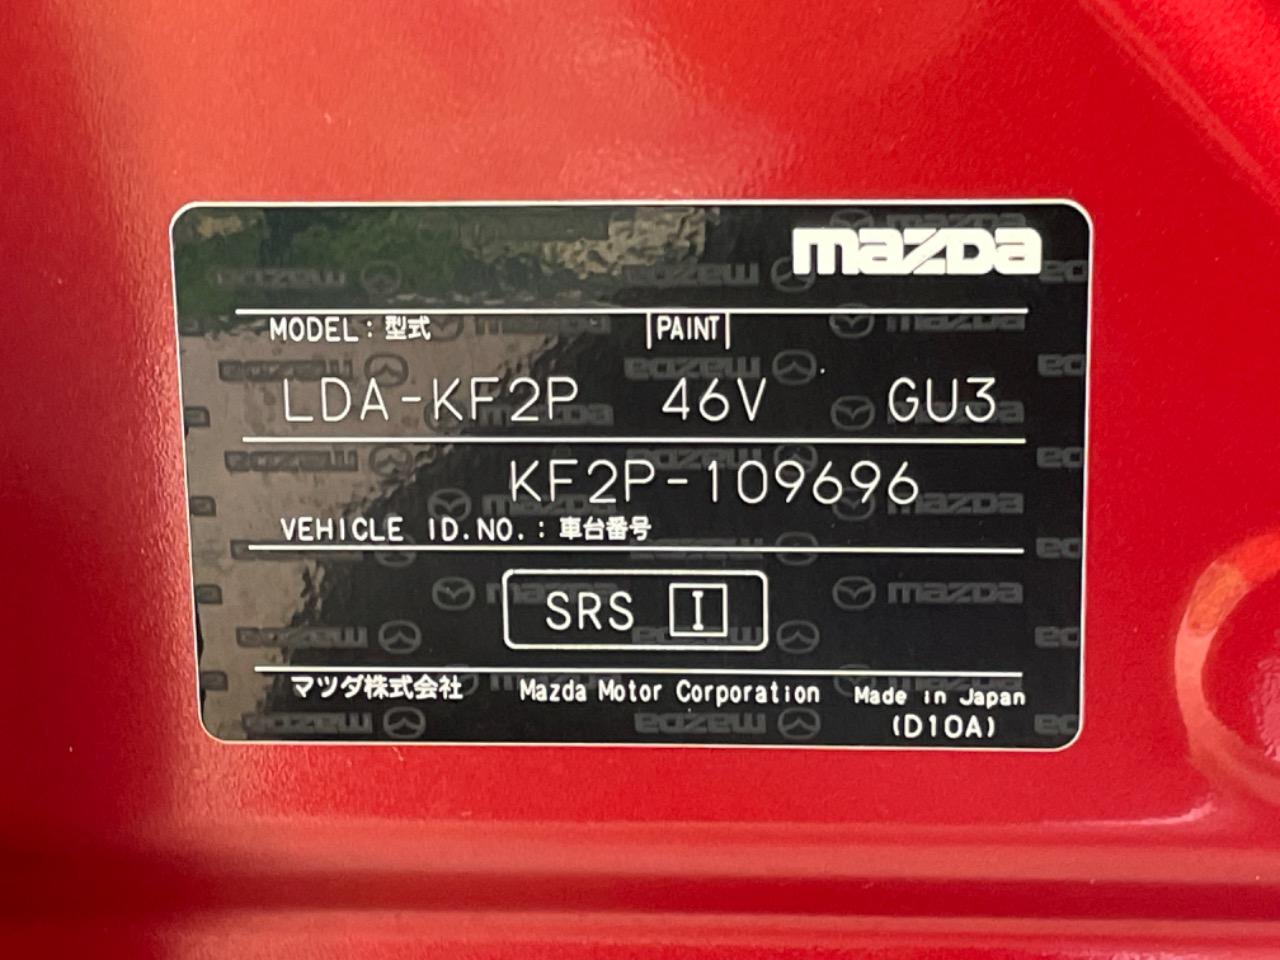 mazda
MODEL : 型式 PAINT
LDA-KF2P 46V GU3
KF2P-109696
VEHICLE ID.NO. : 車台番号
SRS I
マツダ株式会社 Mazda Motor Corporation Made in Japan
(D10A)